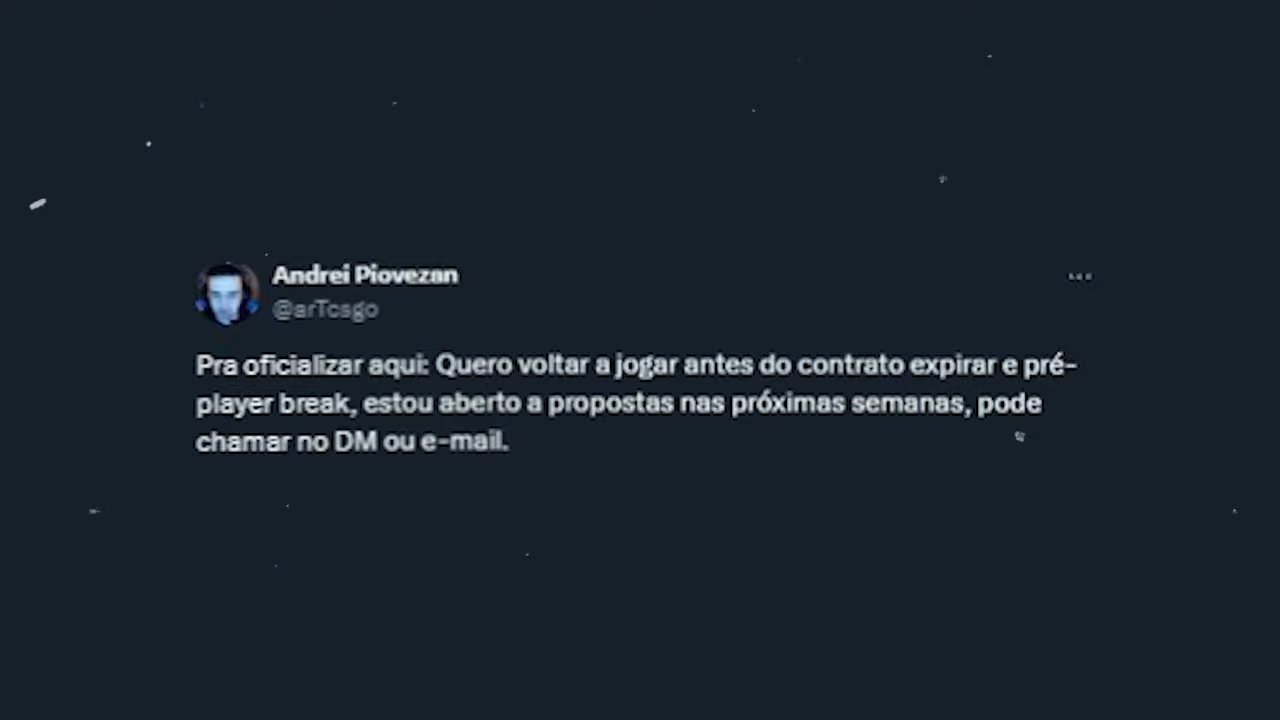 Andrei Piovezan
@arTcsgo
Pra oficializar aqui: Quero voltar a jogar antes do contrato expirar e pré-
player break, estou aberto a propostas nas próximas semanas, pode
chamar no DM ou e-mail.